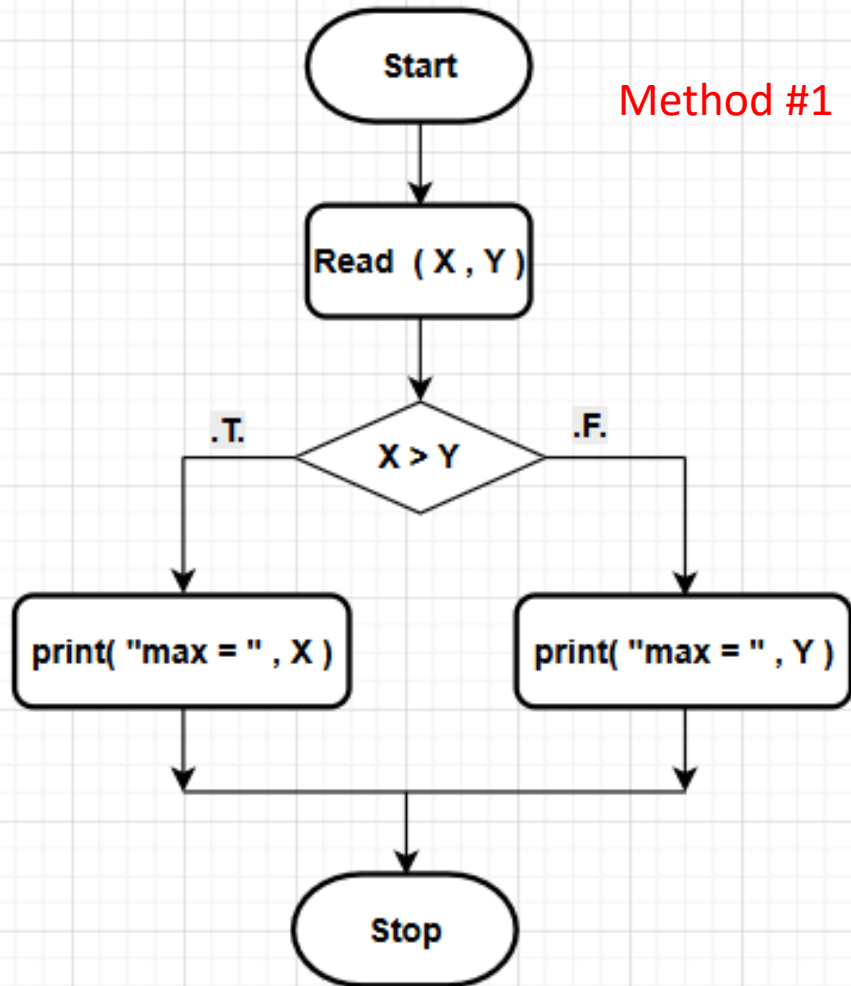 Start
Method #1
Read ( X , Y )
.T.
.F.
X > Y
print( "max = " , X )
print( "max = " , Y )
Stop